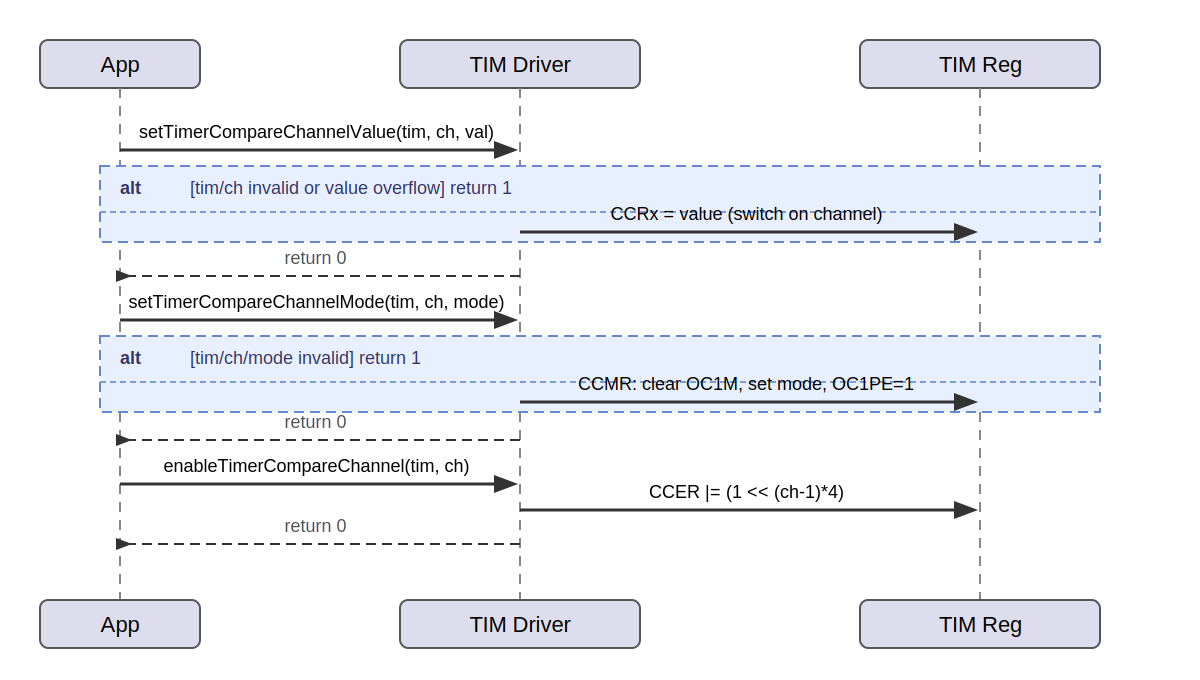 App
TIM Driver
TIM Reg
setTimerCompareChannelValue(tim, ch, val)
alt [tim/ch invalid or value overflow] return 1
CCRx = value (switch on channel)
return 0
setTimerCompareChannelMode(tim, ch, mode)
alt [tim/ch/mode invalid] return 1
CCMR: clear OC1M, set mode, OC1PE=1
return 0
enableTimerCompareChannel(tim, ch)
CCER |= (1 << (ch-1)*4)
return 0
App
TIM Driver
TIM Reg